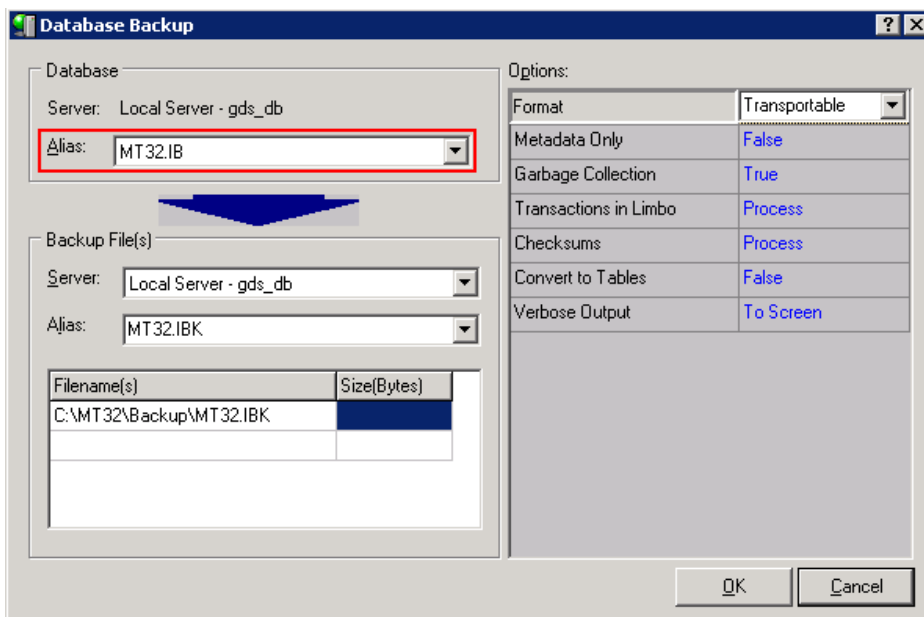 Database Backup
Database
Server: Local Server - gds_db
Alias: MT32.IB
Backup File(s)
Server: Local Server - gds_db
Alias: MT32.IBK
Filename(s) Size(Bytes)
C:\MT32\Backup\MT32.IBK
Options:
Format Transportable
Metadata Only False
Garbage Collection True
Transactions in Limbo Process
Checksums Process
Convert to Tables False
Verbose Output To Screen
OK Cancel